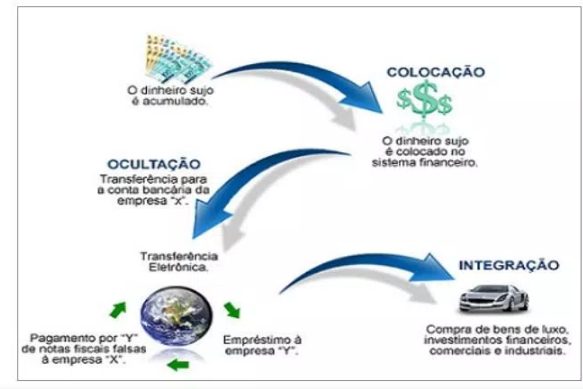 O dinheiro sujo
é acumulado.
COLOCAÇÃO
$$$
O dinheiro sujo
é colocado no
sistema financeiro.
OCULTAÇÃO
Transferência para
a conta bancária da
empresa "x".
Transferência
Eletrônica.
Pagamento por "Y"
de notas fiscais falsas
à empresa "X".
Empréstimo à
empresa "Y".
INTEGRAÇÃO
Compra de bens de luxo,
investimentos financeiros,
comerciais e industriais.